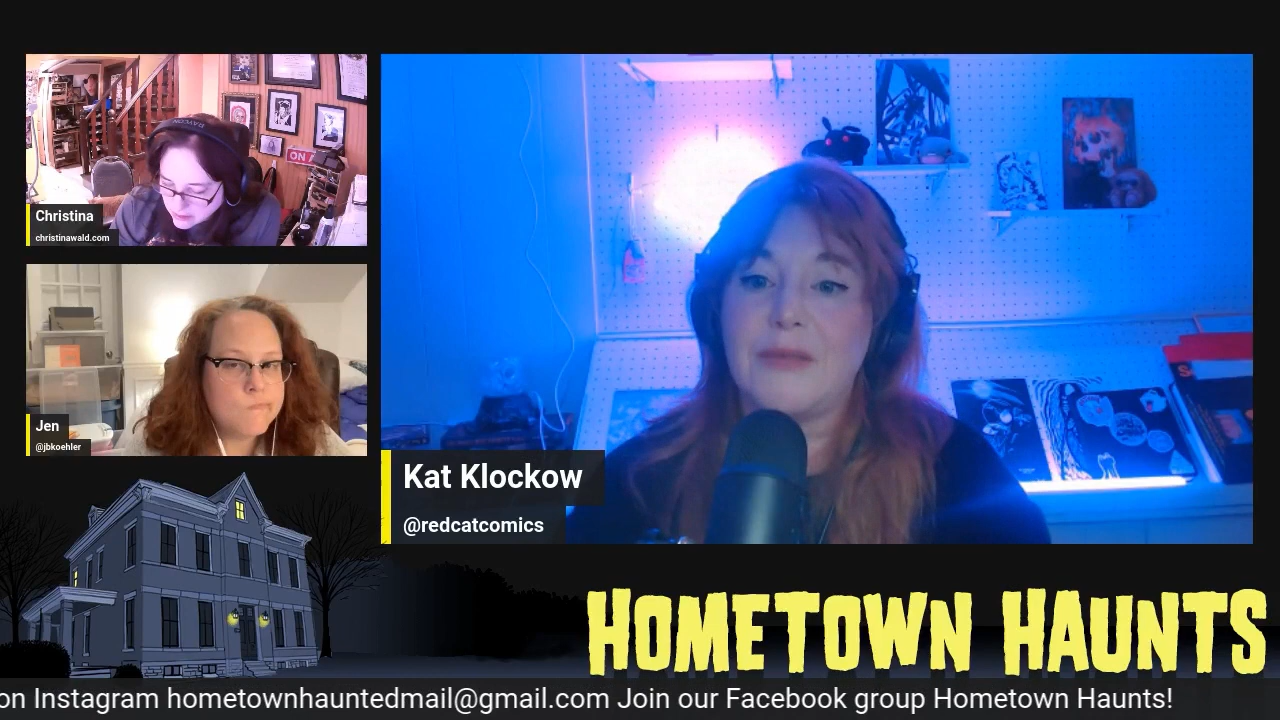 ON A
Christina
christinawald.com
Jen
@jbkoehler
Kat Klockow
@redcatcomics
HOMETOWN HAUNTS
on Instagram hometownhauntedmail@gmail.com Join our Facebook group Hometown Haunts!